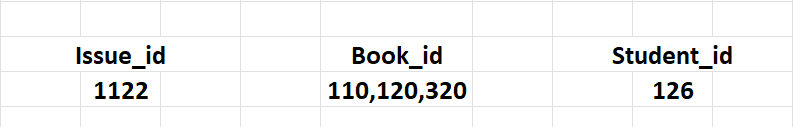 Issue_id Book_id Student_id
1122 110,120,320 126